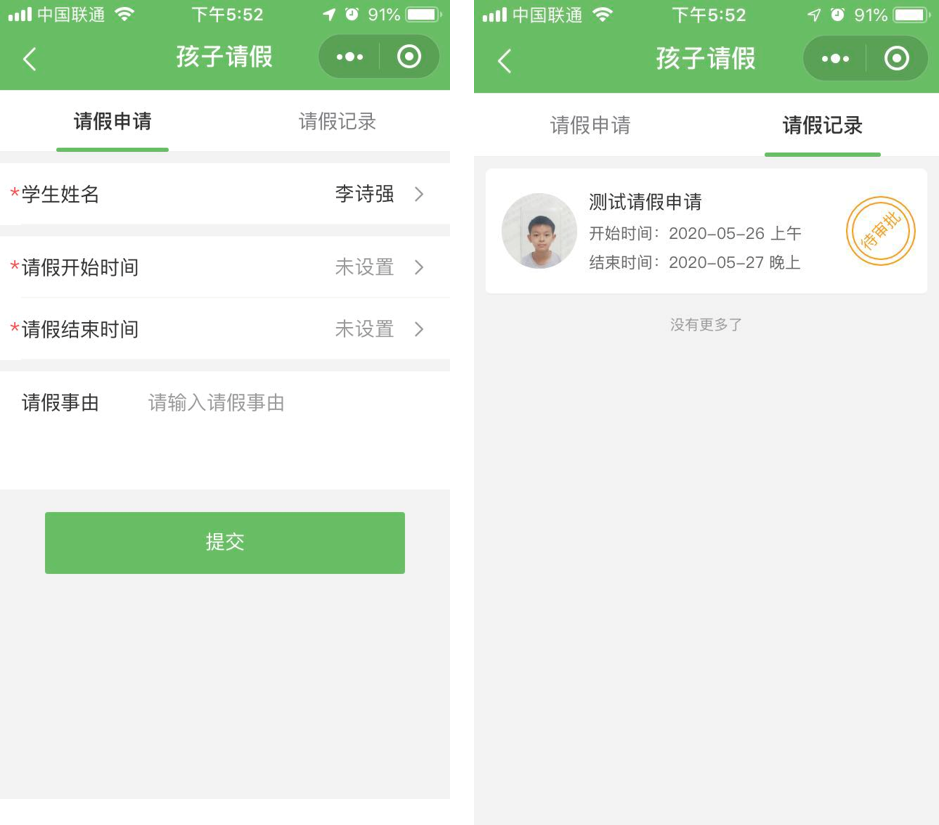 中国联通 下午5:52 91%
孩子请假
请假申请 请假记录
*学生姓名 李诗强
*请假开始时间 未设置
*请假结束时间 未设置
请假事由 请输入请假事由
提交
中国联通 下午5:52 91%
孩子请假
请假申请 请假记录
测试请假申请
开始时间：2020-05-26 上午
结束时间：2020-05-27 晚上
待审批
没有更多了